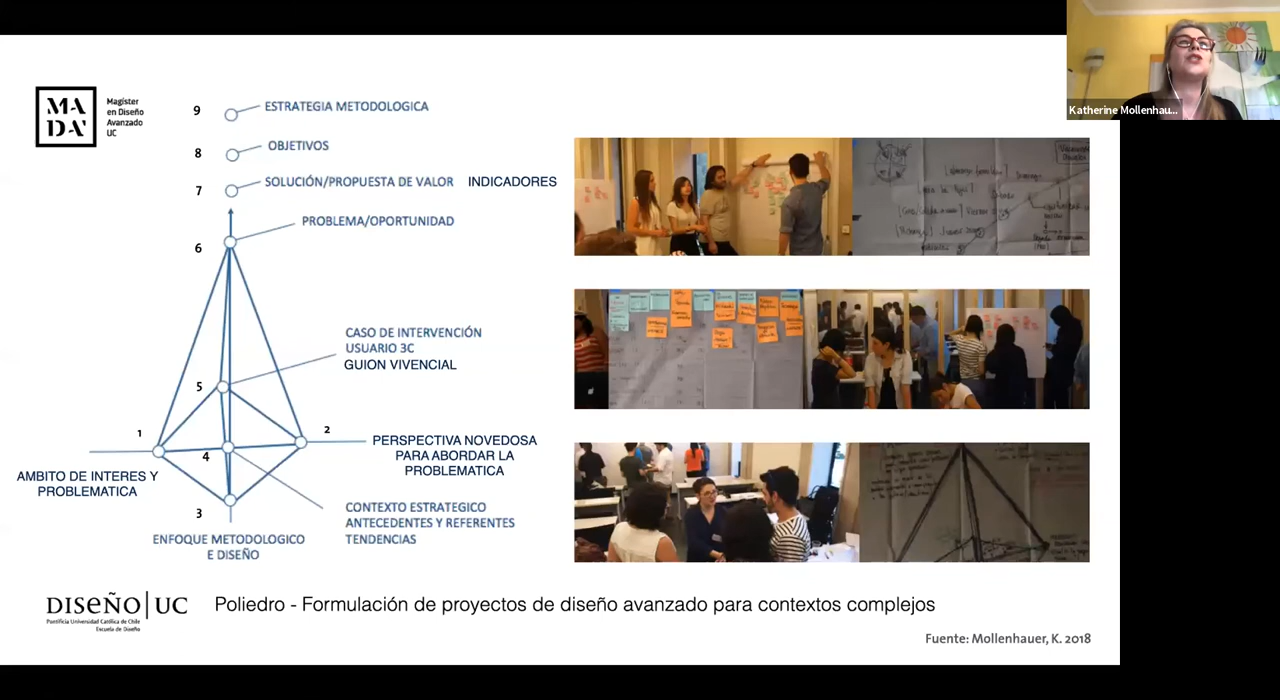 Katherine Mollenhau...
MA
DA
Magíster
en Diseño
Avanzado
UC
9 ESTRATEGIA METODOLOGICA
8 OBJETIVOS
7 SOLUCIÓN/PROPUESTA DE VALOR INDICADORES
PROBLEMA/OPORTUNIDAD
6
CASO DE INTERVENCIÓN
USUARIO 3C
GUION VIVENCIAL
5
1
2
PERSPECTIVA NOVEDOSA
PARA ABORDAR LA
PROBLEMATICA
4
AMBITO DE INTERES Y
PROBLEMATICA
3
CONTEXTO ESTRATEGICO
ANTECEDENTES Y REFERENTES
TENDENCIAS
ENFOQUE METODOLOGICO
E DISEÑO
DISEÑO UC
Pontificia Universidad Católica de Chile
Escuela de Diseño
Poliedro - Formulación de proyectos de diseño avanzado para contextos complejos
Fuente: Mollenhauer, K. 2018